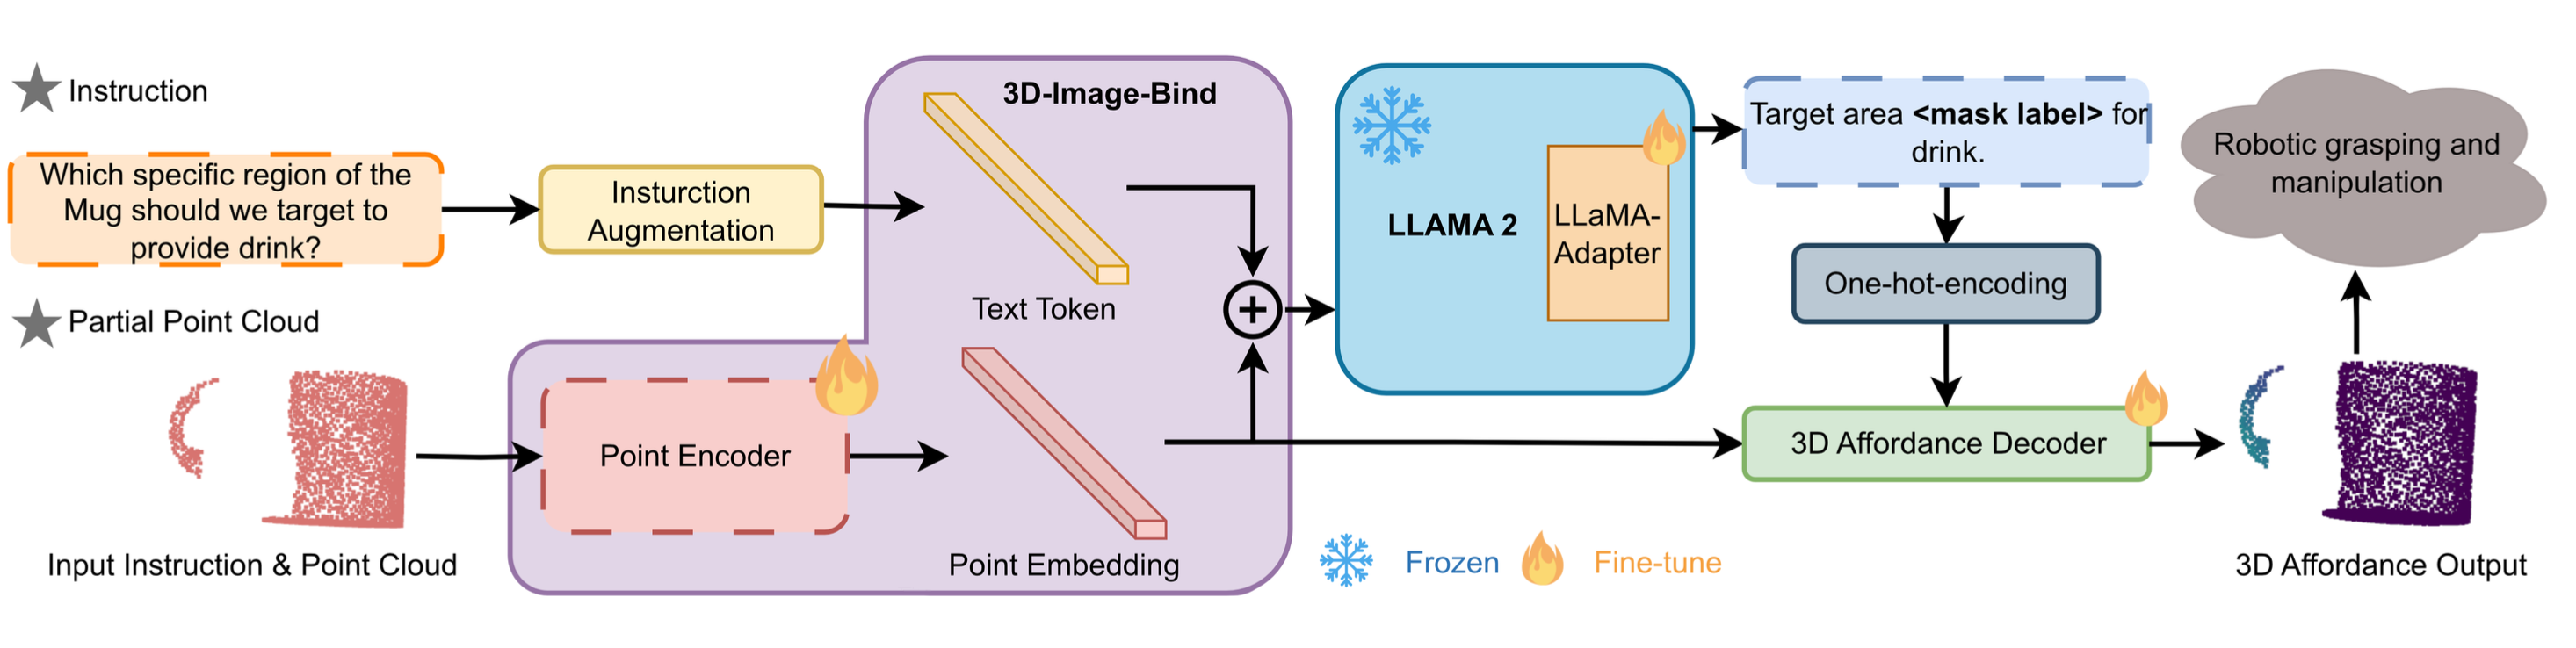 Instruction
Which specific region of the
Mug should we target to
provide drink?
Partial Point Cloud
Input Instruction & Point Cloud
Insturction
Augmentation
3D-Image-Bind
Text Token
Point Encoder
Point Embedding
LLAMA 2
LLaMA-
Adapter
Frozen
Fine-tune
Target area <mask label> for
drink.
One-hot-encoding
3D Affordance Decoder
Robotic grasping and
manipulation
3D Affordance Output